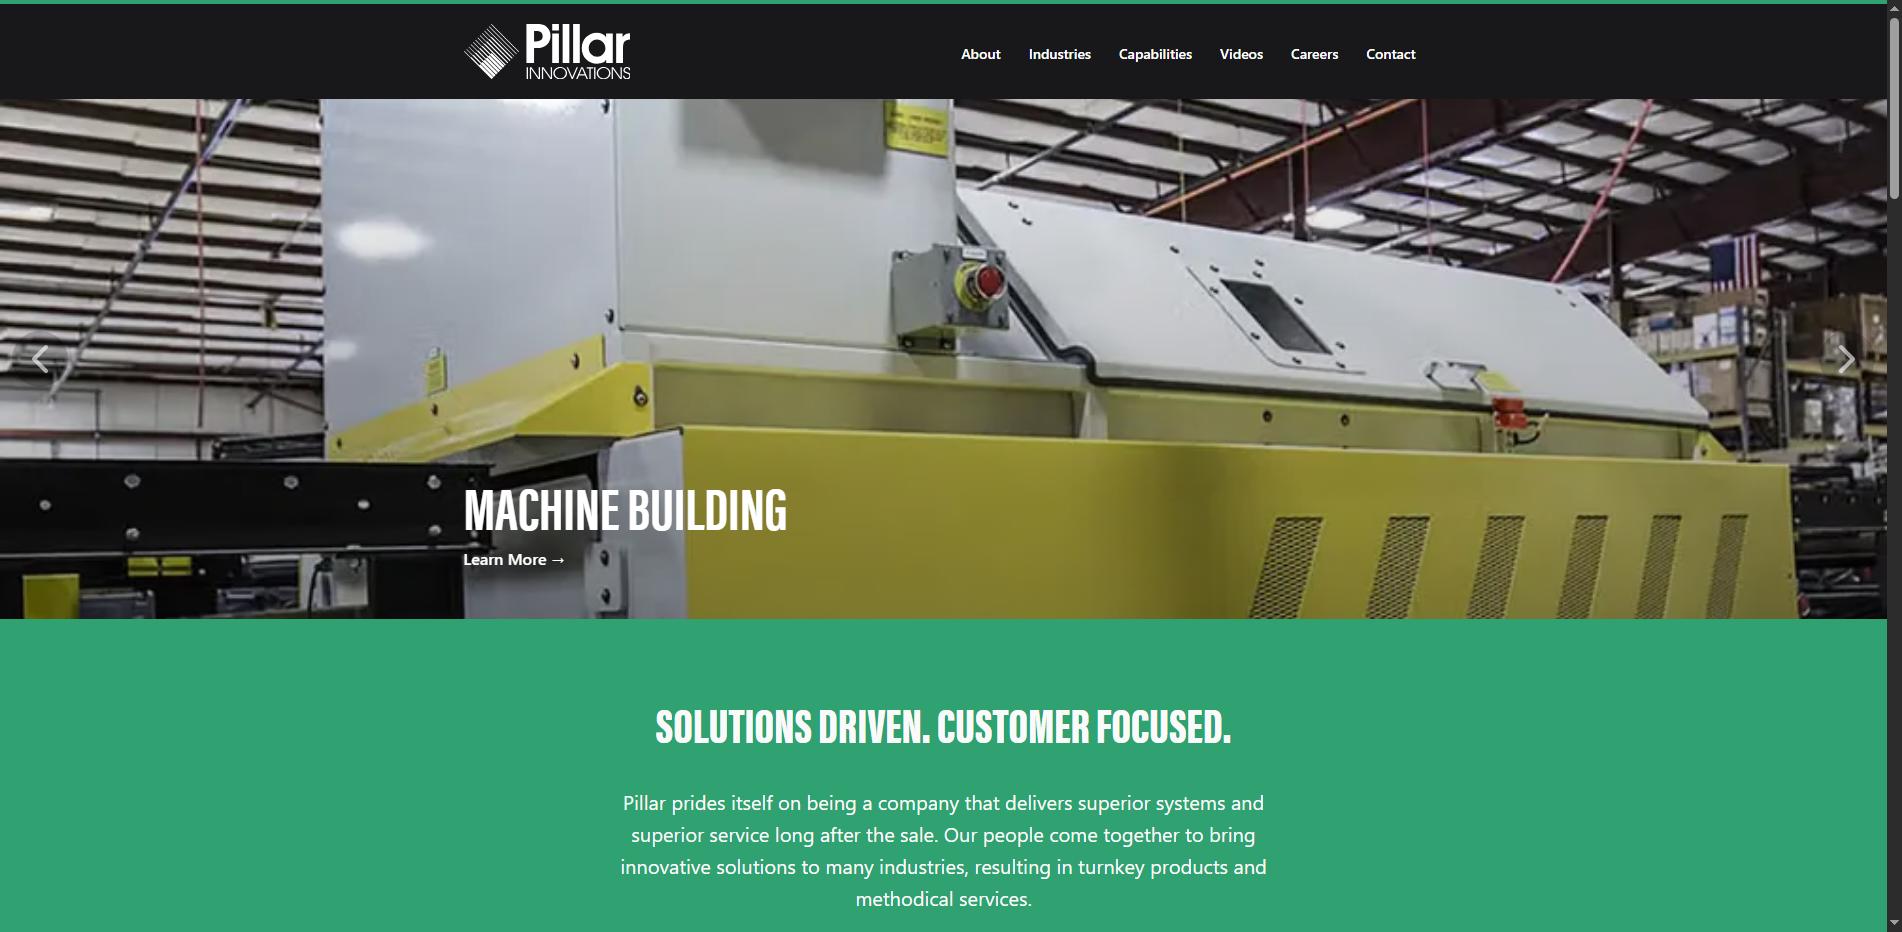 Pillar
INNOVATIONS
About
Industries
Capabilities
Videos
Careers
Contact
MACHINE BUILDING
Learn More →
SOLUTIONS DRIVEN. CUSTOMER FOCUSED.
Pillar prides itself on being a company that delivers superior systems and
superior service long after the sale. Our people come together to bring
innovative solutions to many industries, resulting in turnkey products and
methodical services.